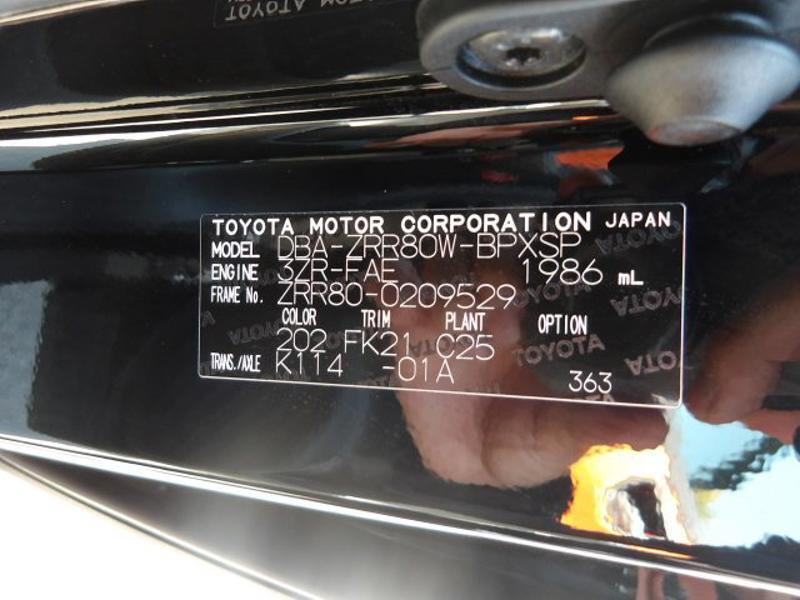 TOYOTA MOTOR CORPORATION JAPAN
MODEL DBA-ZRR80W-BPXSP
ENGINE 3ZR-FAE 1986 mL
FRAME No. ZRR80-0209529
COLOR TRIM PLANT OPTION
202 FK21 C25
TRANS./AXLE K114 -01A
363